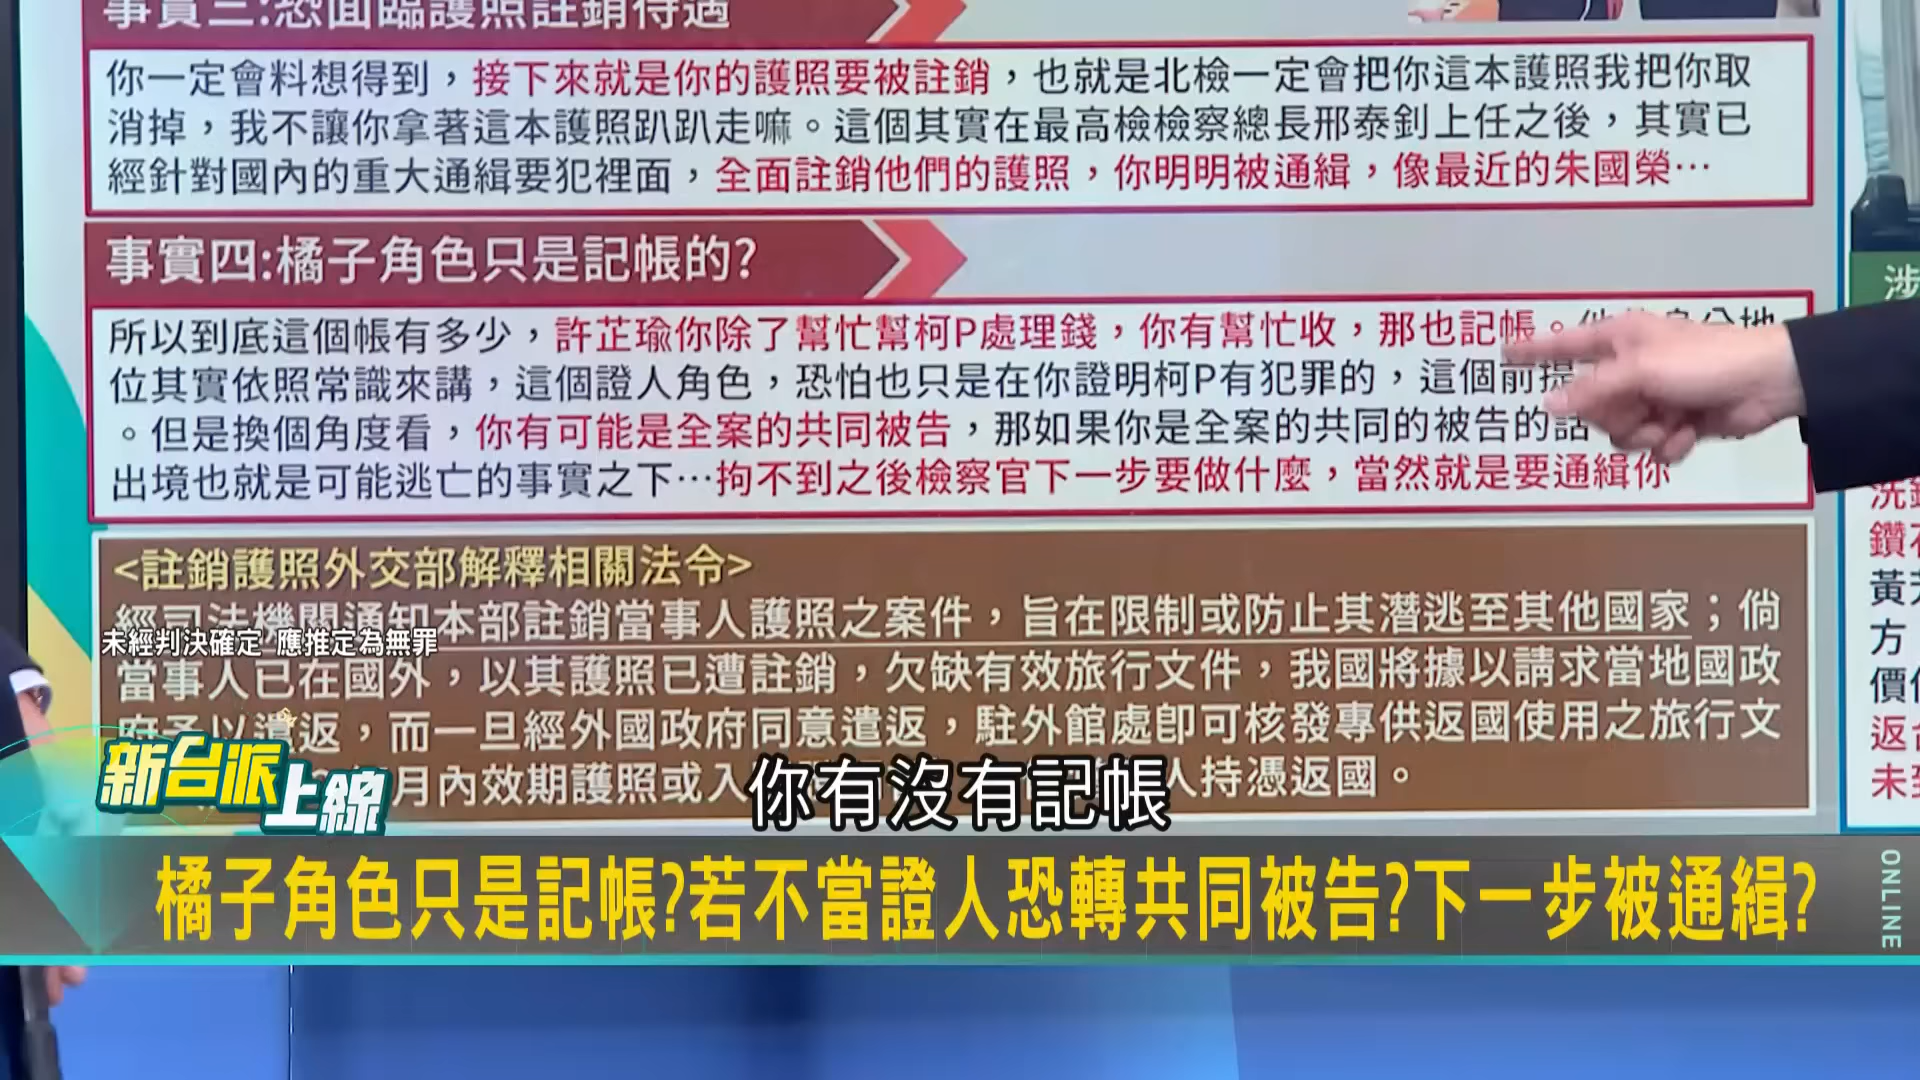 事實三:恐面臨護照註銷待遇
你一定會料想得到，接下來就是你的護照要被註銷，也就是北檢一定會把你這本護照我把你取
消掉，我不讓你拿著這本護照趴趴走嘛。這個其實在最高檢檢察總長邢泰釗上任之後，其實已
經針對國內的重大通緝要犯裡面，全面註銷他們的護照，你明明被通緝，像最近的朱國榮…
事實四:橘子角色只是記帳的?
所以到底這個帳有多少，許芷瑜你除了幫忙幫柯P處理錢，你有幫忙收，那也記帳。
位其實依照常識來講，這個證人角色，恐怕也只是在你證明柯P有犯罪的，這個前提
。但是換個角度看，你有可能是全案的共同被告，那如果你是全案的共同的被告的話
出境也就是可能逃亡的事實之下…拘不到之後檢察官下一步要做什麼，當然就是要通緝你
<註銷護照外交部解釋相關法令>
經司法機關通知本部註銷當事人護照之案件，旨在限制或防止其潛逃至其他國家；倘
未經判決確定 應推定為無罪
當事人已在國外，以其護照已遭註銷，欠缺有效旅行文件，我國將據以請求當地國政
府予以遣返，而一旦經外國政府同意遣返，駐外館處即可核發專供返國使用之旅行文
月內效期護照或入 人持憑返國。
涉
洗
鑽
黃
方
價
返
未
新台派上線
你有沒有記帳
橘子角色只是記帳?若不當證人恐轉共同被告?下一步被通緝?
ONLINE